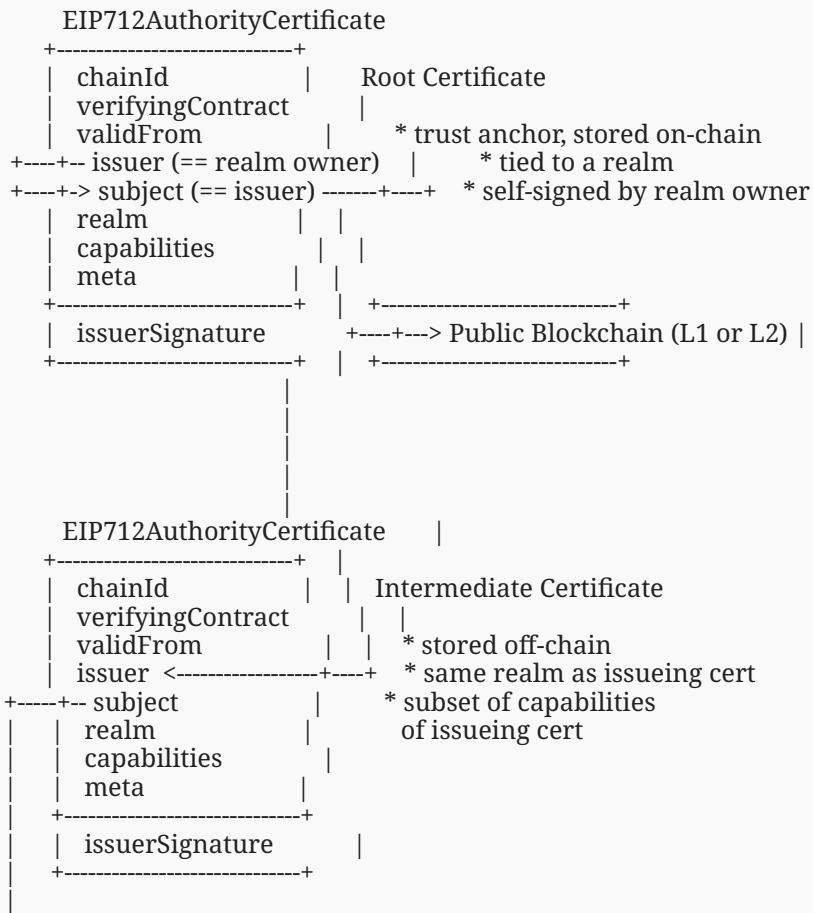 EIP712AuthorityCertificate
+------------------------------+
| chainId | Root Certificate
| verifyingContract |
| validFrom | * trust anchor, stored on-chain
+----+-- issuer (== realm owner) | * tied to a realm
+----+-> subject (== issuer) -------+----+ * self-signed by realm owner
| realm | |
| capabilities | |
| meta | |
+------------------------------+ | +------------------------------+
| issuerSignature +----+---> Public Blockchain (L1 or L2) |
+------------------------------+ | +------------------------------+
|
|
|
|
|
EIP712AuthorityCertificate |
+------------------------------+ |
| chainId | | Intermediate Certificate
| verifyingContract | |
| validFrom | | * stored off-chain
| issuer <------------------+----+ * same realm as issueing cert
+-----+-- subject | * subset of capabilities
| | realm | of issueing cert
| | capabilities |
| | meta |
| +------------------------------+
| | issuerSignature |
| +------------------------------+
|